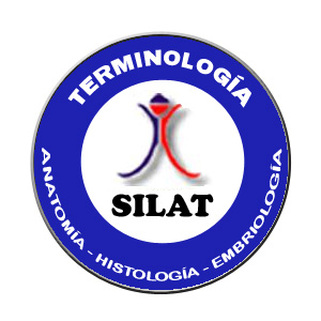 TERMINOLOGÍA
SILAT
ANATOMÍA - HISTOLOGÍA - EMBRIOLOGÍA